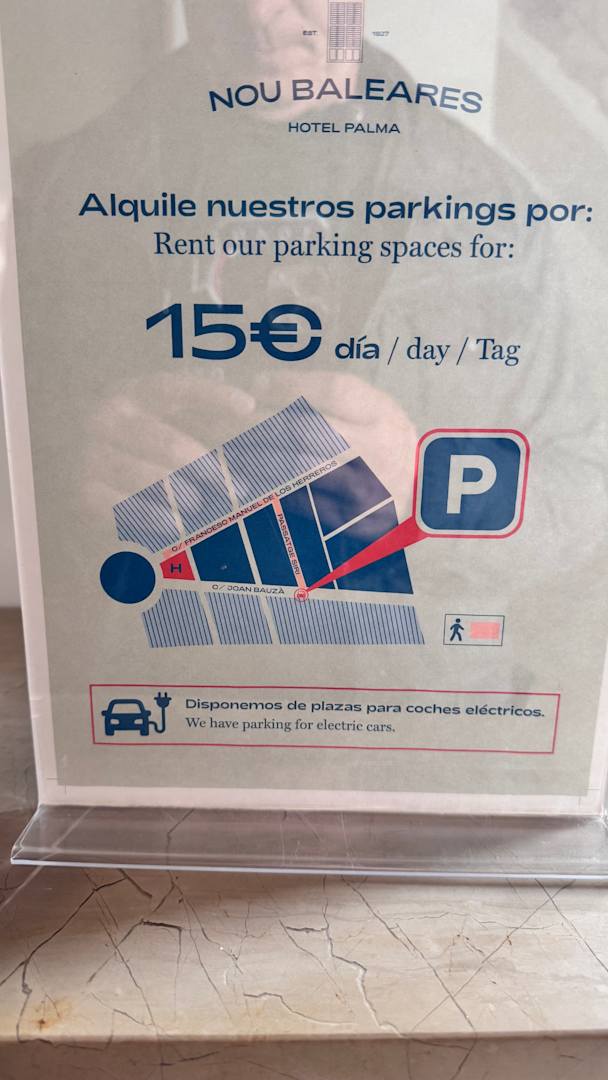 EST. 1927
NOU BALEARES
HOTEL PALMA
Alquile nuestros parkings por:
Rent our parking spaces for:
15€ día / day / Tag
P
C/ FRANCESO MANUEL DE LOS HERREROS
PASSATGE SIRI
H
C/ JOAN BAUZÀ
Disponemos de plazas para coches eléctricos.
We have parking for electric cars.